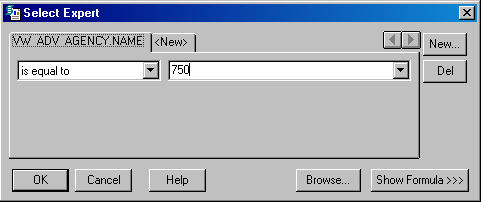 Select Expert
VW_ADV_AGENCY.NAME <New>
New...
is equal to 750
Del
OK Cancel Help Browse... Show Formula >>>